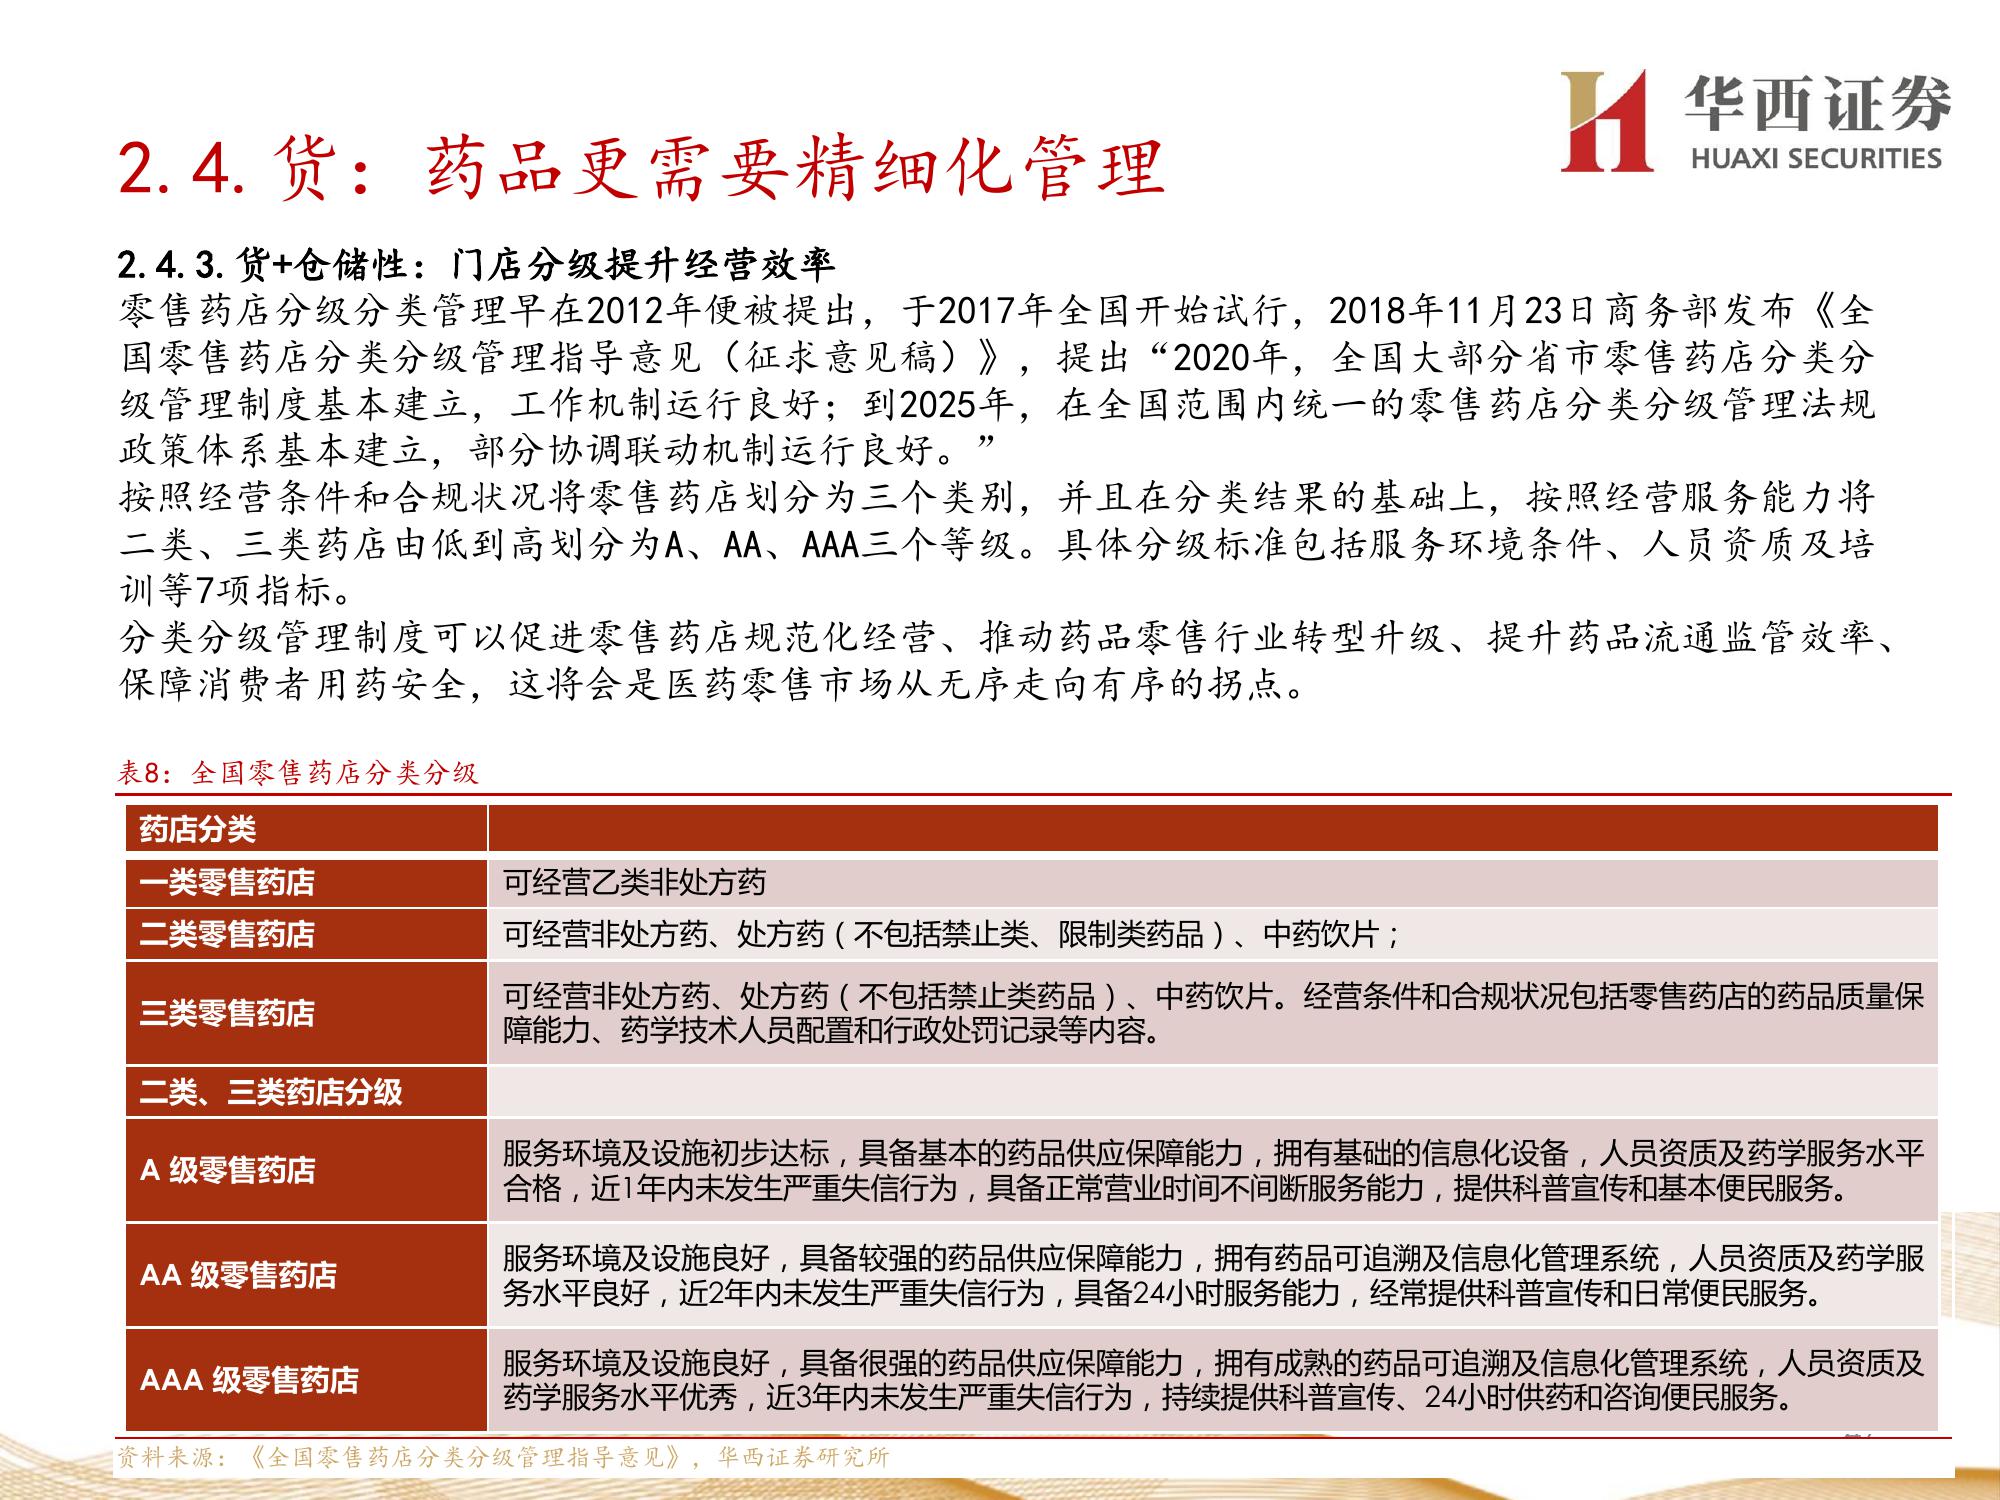 华西证券
HUAXI SECURITIES
2.4.货：药品更需要精细化管理
2.4.3.货+仓储性：门店分级提升经营效率
零售药店分级分类管理早在2012年便被提出，于2017年全国开始试行，2018年11月23日商务部发布《全
国零售药店分类分级管理指导意见（征求意见稿）》，提出“2020年，全国大部分省市零售药店分类分
级管理制度基本建立，工作机制运行良好；到2025年，在全国范围内统一的零售药店分类分级管理法规
政策体系基本建立，部分协调联动机制运行良好。”
按照经营条件和合规状况将零售药店划分为三个类别，并且在分类结果的基础上，按照经营服务能力将
二类、三类药店由低到高划分为A、AA、AAA三个等级。具体分级标准包括服务环境条件、人员资质及培
训等7项指标。
分类分级管理制度可以促进零售药店规范化经营、推动药品零售行业转型升级、提升药品流通监管效率、
保障消费者用药安全，这将会是医药零售市场从无序走向有序的拐点。
表8：全国零售药店分类分级
药店分类
一类零售药店 可经营乙类非处方药
二类零售药店 可经营非处方药、处方药（不包括禁止类、限制类药品）、中药饮片；
三类零售药店 可经营非处方药、处方药（不包括禁止类药品）、中药饮片。经营条件和合规状况包括零售药店的药品质量保
障能力、药学技术人员配置和行政处罚记录等内容。
二类、三类药店分级
A 级零售药店 服务环境及设施初步达标，具备基本的药品供应保障能力，拥有基础的信息化设备，人员资质及药学服务水平
合格，近1年内未发生严重失信行为，具备正常营业时间不间断服务能力，提供科普宣传和基本便民服务。
AA 级零售药店 服务环境及设施良好，具备较强的药品供应保障能力，拥有药品可追溯及信息化管理系统，人员资质及药学服
务水平良好，近2年内未发生严重失信行为，具备24小时服务能力，经常提供科普宣传和日常便民服务。
AAA 级零售药店 服务环境及设施良好，具备很强的药品供应保障能力，拥有成熟的药品可追溯及信息化管理系统，人员资质及
药学服务水平优秀，近3年内未发生严重失信行为，持续提供科普宣传、24小时供药和咨询便民服务。
资料来源：《全国零售药店分类分级管理指导意见》，华西证券研究所